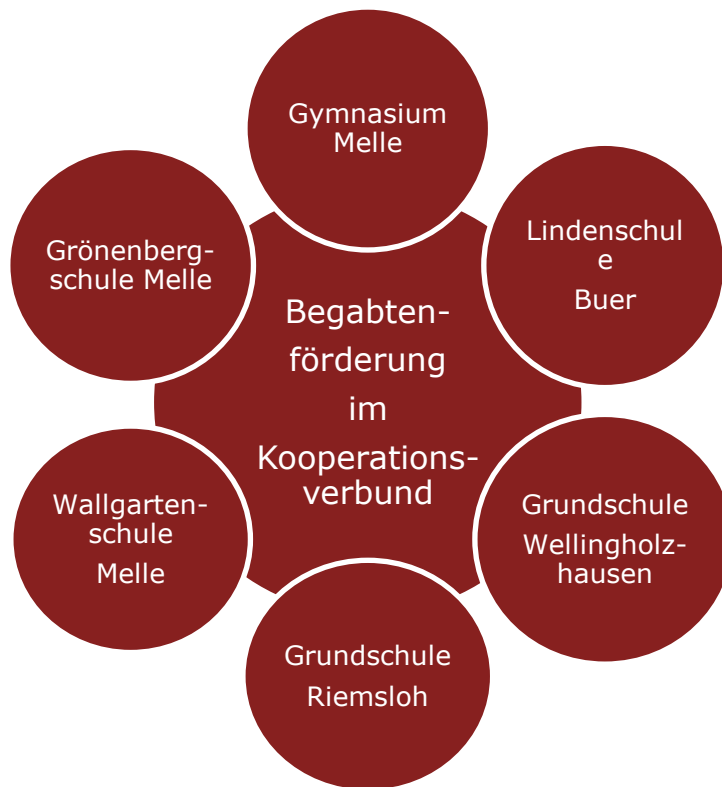 Gymnasium
Melle
Grönenberg-
schule Melle
Lindenschul
e
Buer
Begabten-
förderung
im
Kooperations-
verbund
Wallgarten-
schule
Melle
Grundschule
Wellingholz-
hausen
Grundschule
Riemsloh